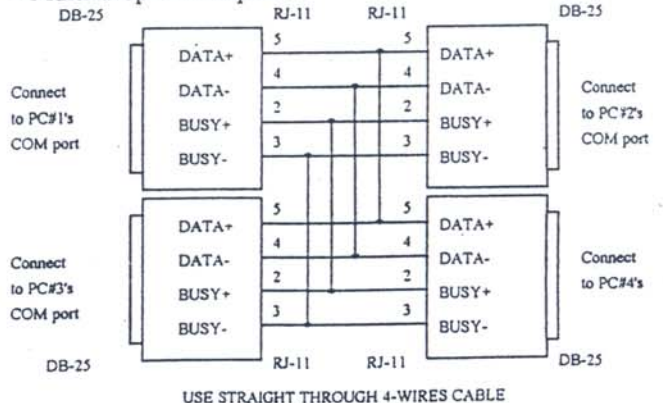 DB-25 RJ-11 RJ-11 DB-25
5 5
DATA+ DATA+
4 4
DATA- DATA-
Connect Connect
2 2
to PC#1's to PC#2's
BUSY+ BUSY+
COM port COM port
3 3
BUSY- BUSY-
5 5
DATA+ DATA+
4 4
DATA- DATA-
Connect Connect
2 2
to PC#3's to PC#4's
BUSY+ BUSY+
COM port
3 3
BUSY- BUSY-
DB-25 RJ-11 RJ-11 DB-25
USE STRAIGHT THROUGH 4-WIRES CABLE